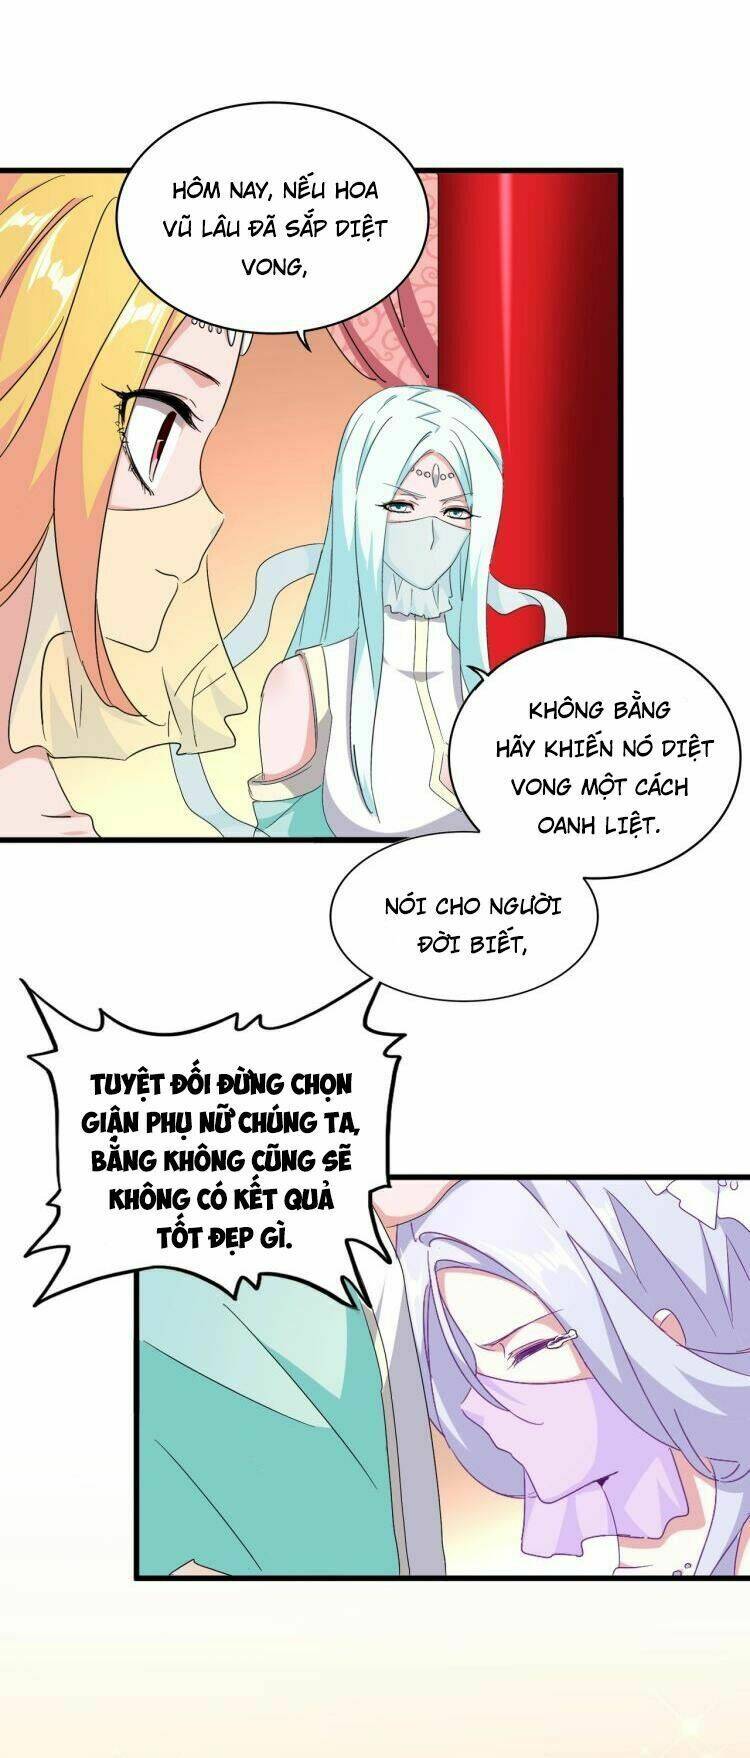 HÔM NAY, NẾU HOA
VŨ LÂU ĐÃ SẮP DIỆT
VONG,
KHÔNG BẰNG
HÃY KHIẾN NÓ DIỆT
VONG MỘT CÁCH
OANH LIỆT.
NÓI CHO NGƯỜI
ĐỜI BIẾT,
TUYỆT ĐỐI ĐỪNG CHỌN
GIẬN PHỤ NỮ CHÚNG TA,
BẰNG KHÔNG CŨNG SẼ
KHÔNG CÓ KẾT QUẢ
TỐT ĐẸP GÌ.